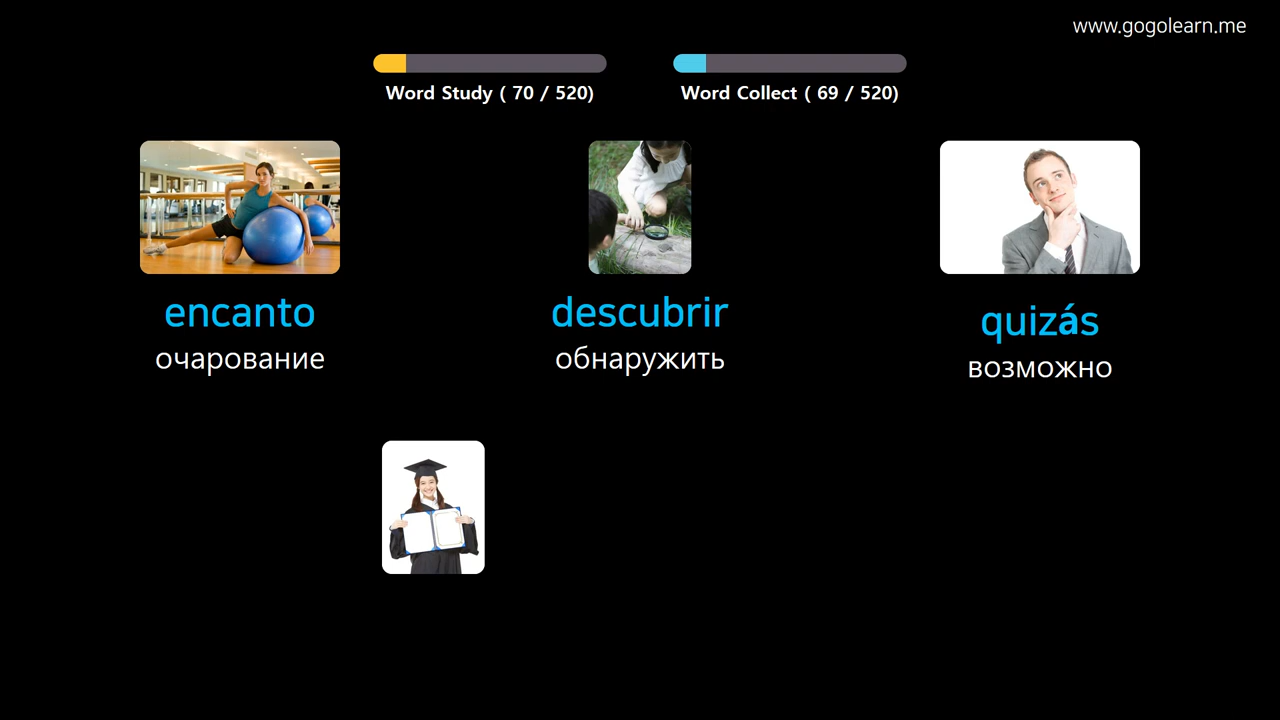 www.gogolearn.me
Word Study ( 70 / 520)
Word Collect ( 69 / 520)
encanto
очарование
descubrir
обнаружить
quizás
возможно